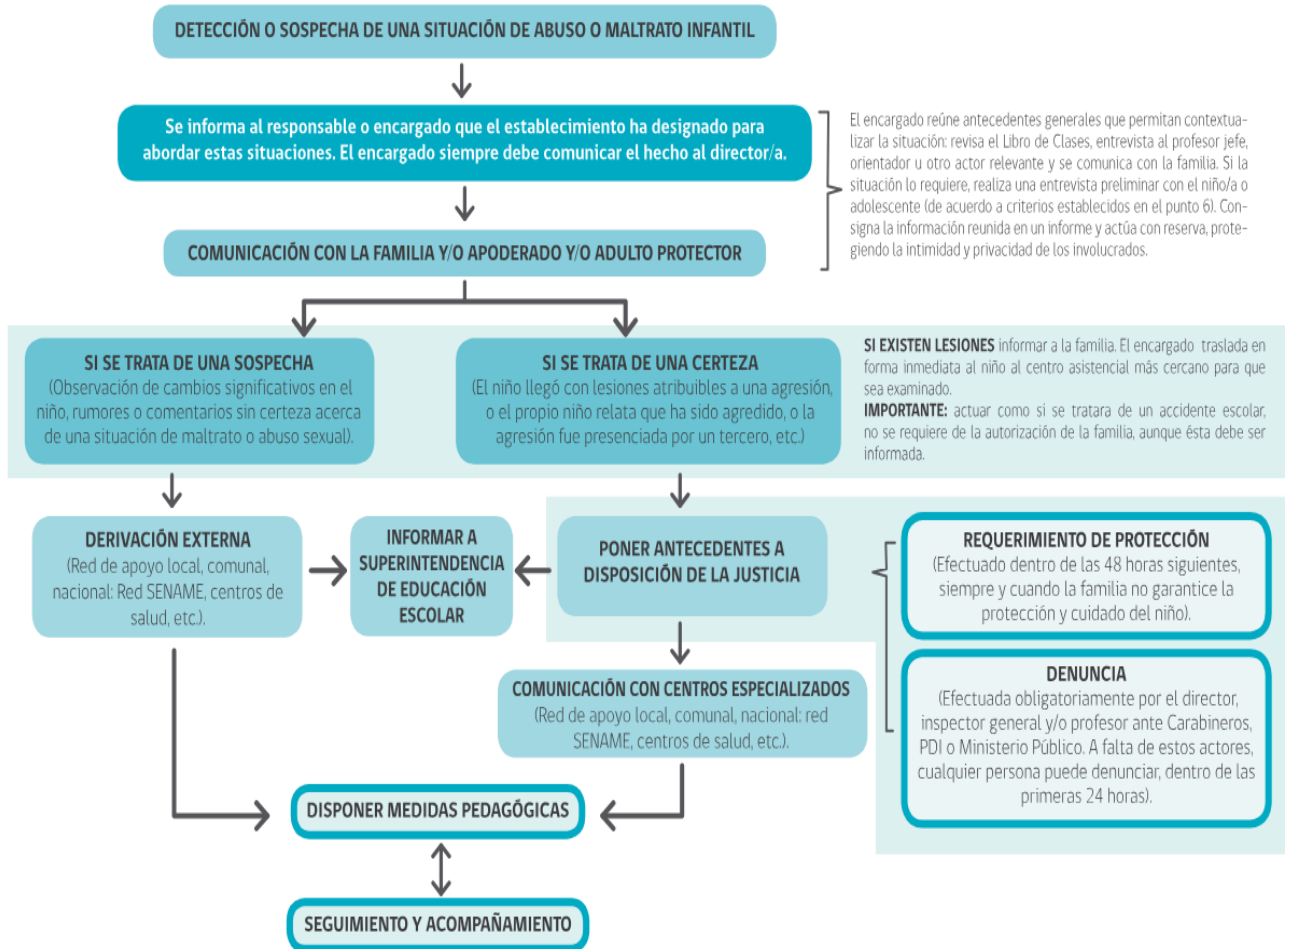 DETECCIÓN O SOSPECHA DE UNA SITUACIÓN DE ABUSO O MALTRATO INFANTIL
Se informa al responsable o encargado que el establecimiento ha designado para
abordar estas situaciones. El encargado siempre debe comunicar el hecho al director/a.
El encargado reúne antecedentes generales que permitan contextua-
lizar la situación: revisa el Libro de Clases, entrevista al profesor jefe,
orientador u otro actor relevante y se comunica con la familia. Si la
situación lo requiere, realiza una entrevista preliminar con el niño/a o
adolescente (de acuerdo a criterios establecidos en el punto 6). Con-
signa la información reunida en un informe y actúa con reserva, prote-
giendo la intimidad y privacidad de los involucrados.
COMUNICACIÓN CON LA FAMILIA Y/O APODERADO Y/O ADULTO PROTECTOR
SI SE TRATA DE UNA SOSPECHA
(Observación de cambios significativos en el
niño, rumores o comentarios sin certeza acerca
de una situación de maltrato o abuso sexual).
SI SE TRATA DE UNA CERTEZA
(El niño llegó con lesiones atribuibles a una agresión,
o el propio niño relata que ha sido agredido, o la
agresión fue presenciada por un tercero, etc.)
SI EXISTEN LESIONES informar a la familia. El encargado traslada en
forma inmediata al niño al centro asistencial más cercano para que
sea examinado.
IMPORTANTE: actuar como si se tratara de un accidente escolar,
no se requiere de la autorización de la familia, aunque ésta debe ser
informada.
DERIVACIÓN EXTERNA
(Red de apoyo local, comunal,
nacional: Red SENAME, centros de
salud, etc.).
INFORMAR A
SUPERINTENDENCIA
DE EDUCACIÓN
ESCOLAR
PONER ANTECEDENTES A
DISPOSICIÓN DE LA JUSTICIA
REQUERIMIENTO DE PROTECCIÓN
(Efectuado dentro de las 48 horas siguientes,
siempre y cuando la familia no garantice la
protección y cuidado del niño).
COMUNICACIÓN CON CENTROS ESPECIALIZADOS
(Red de apoyo local, comunal, nacional: red
SENAME, centros de salud, etc.).
DENUNCIA
(Efectuada obligatoriamente por el director,
inspector general y/o profesor ante Carabineros,
PDI o Ministerio Público. A falta de estos actores,
cualquier persona puede denunciar, dentro de las
primeras 24 horas).
DISPONER MEDIDAS PEDAGÓGICAS
SEGUIMIENTO Y ACOMPAÑAMIENTO